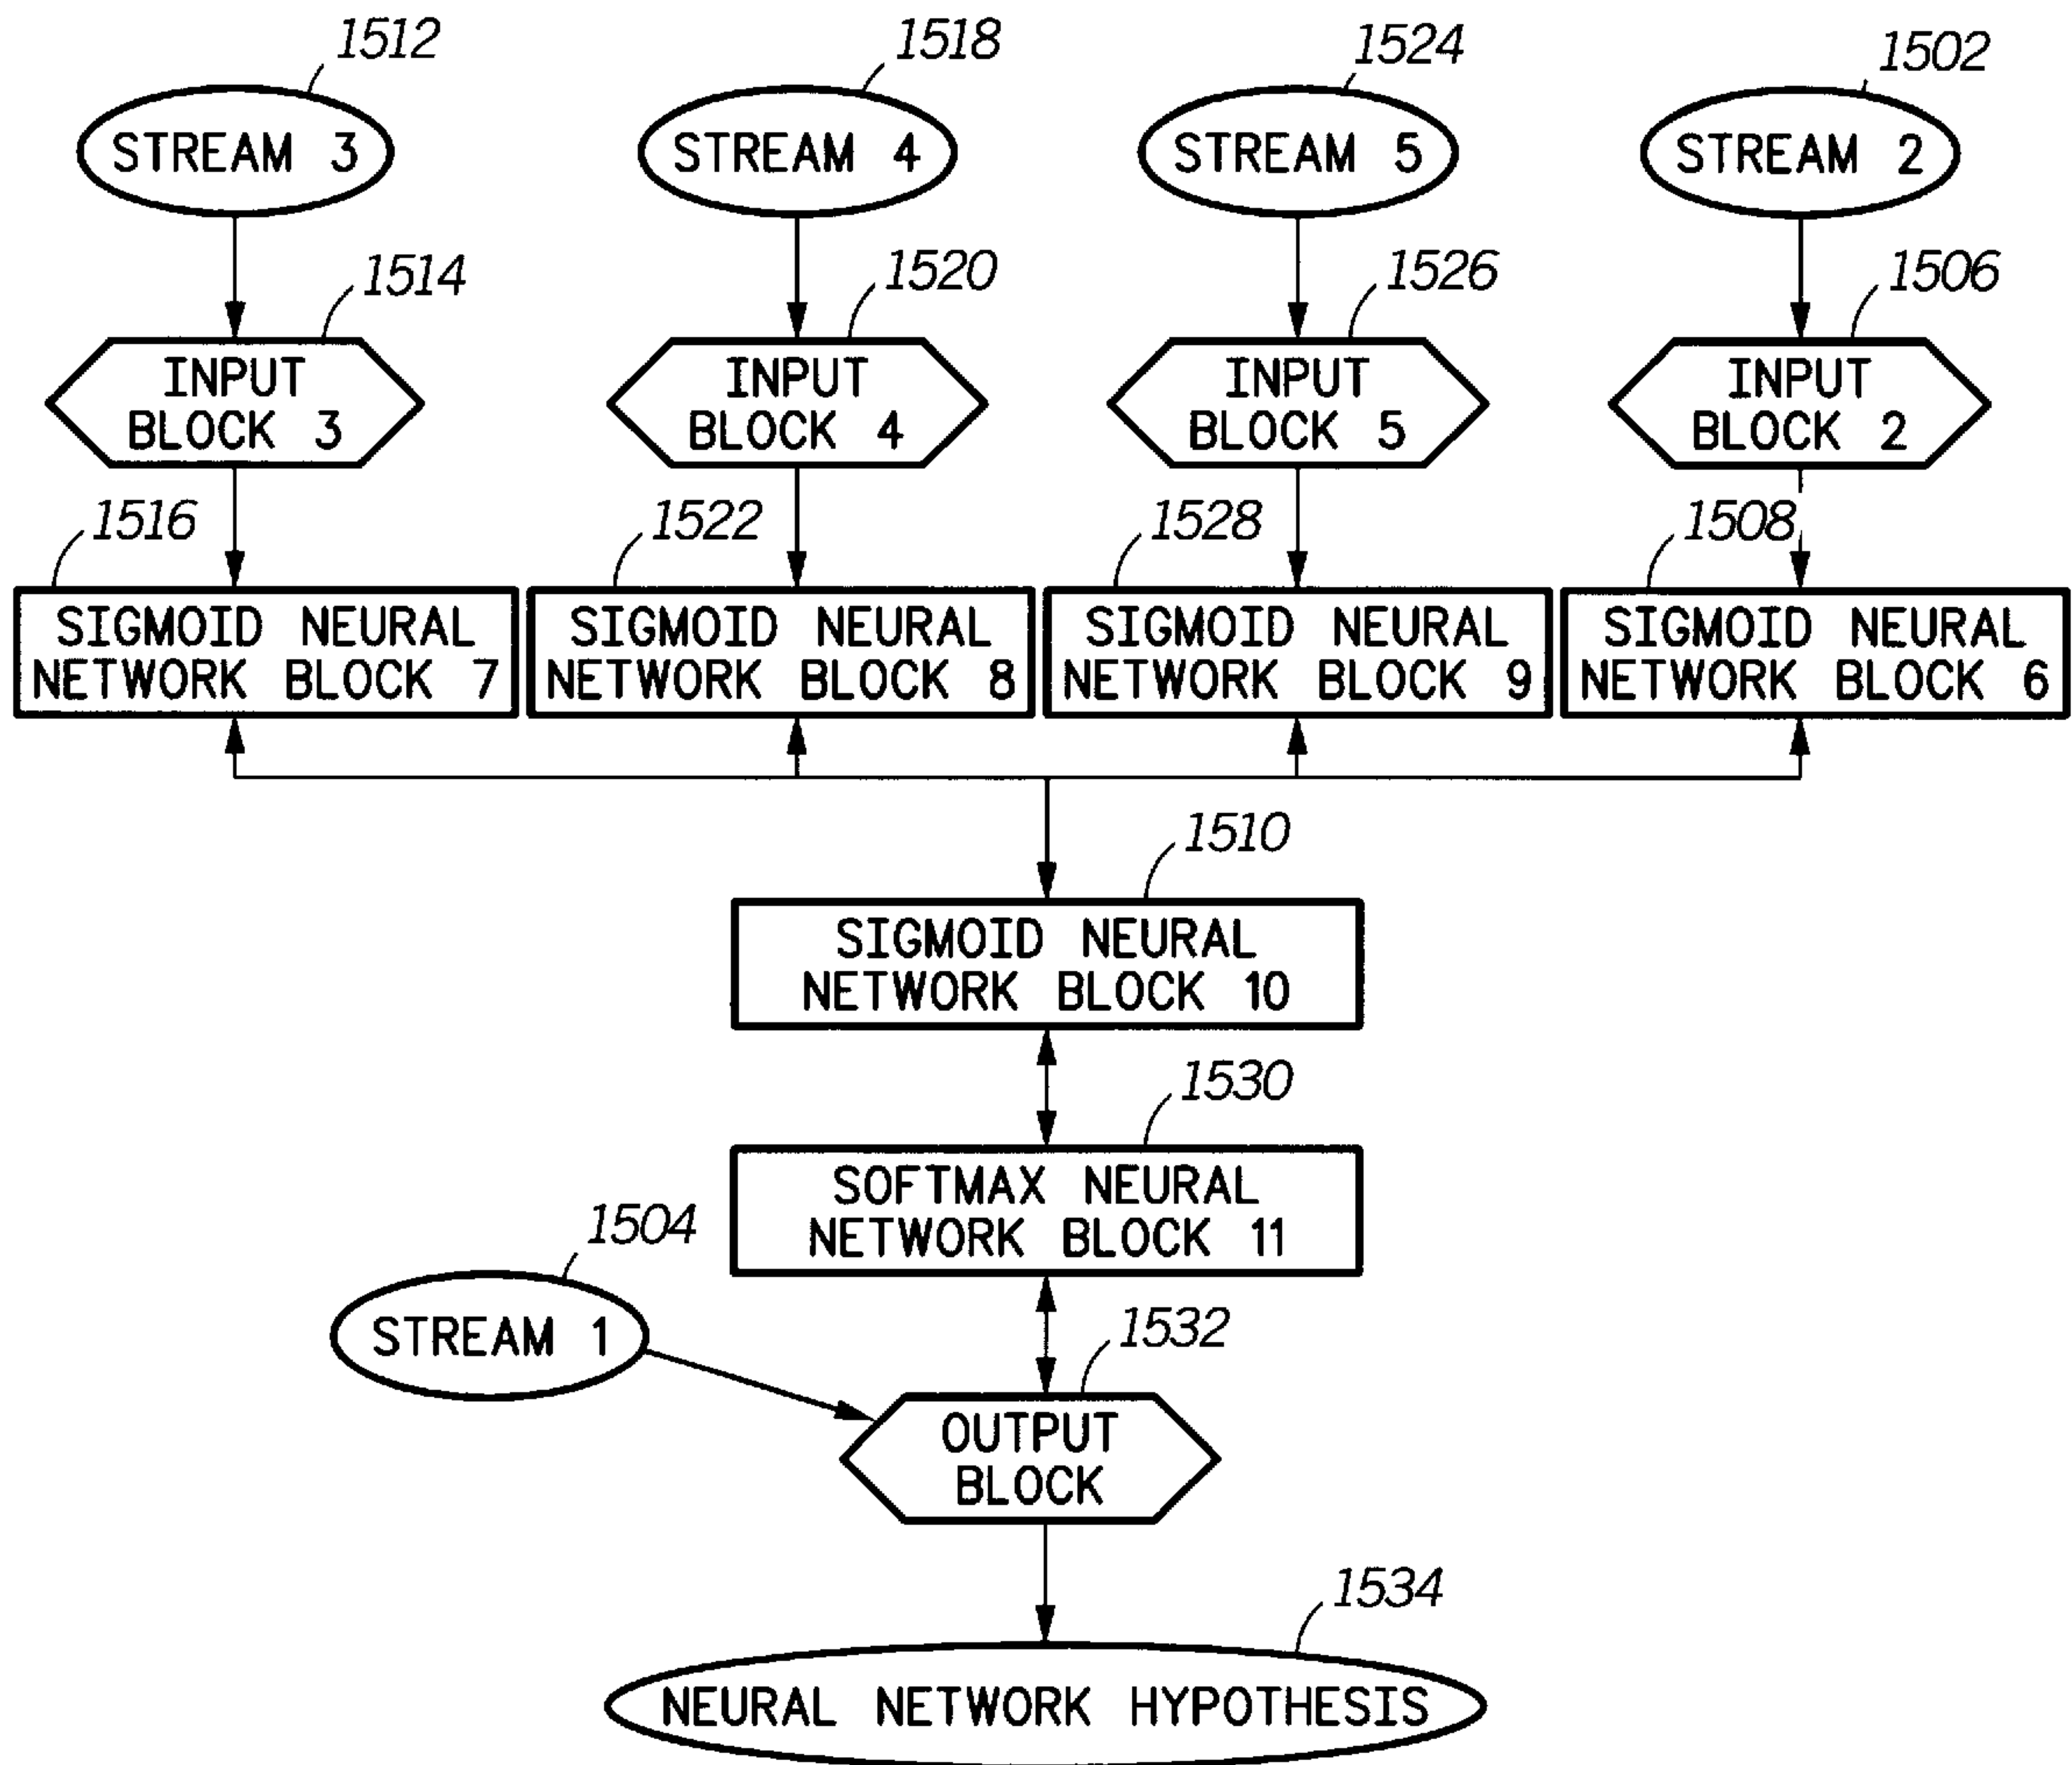 1512
1518
1524
1502
STREAM 3
STREAM 4
STREAM 5
STREAM 2
1514
1520
1526
1506
INPUT
BLOCK 3
INPUT
BLOCK 4
INPUT
BLOCK 5
INPUT
BLOCK 2
1516
1522
1528
1508
SIGMOID NEURAL
NETWORK BLOCK 7
SIGMOID NEURAL
NETWORK BLOCK 8
SIGMOID NEURAL
NETWORK BLOCK 9
SIGMOID NEURAL
NETWORK BLOCK 6
1510
SIGMOID NEURAL
NETWORK BLOCK 10
1530
SOFTMAX NEURAL
NETWORK BLOCK 11
1504
STREAM 1
1532
OUTPUT
BLOCK
1534
NEURAL NETWORK HYPOTHESIS